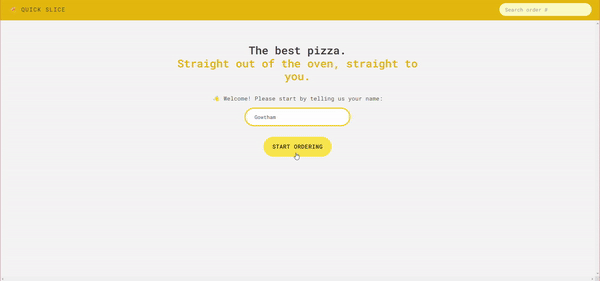 QUICK SLICE
Search order #
The best pizza.
Straight out of the oven, straight to
you.
Welcome! Please start by telling us your name:
Gowtham
START ORDERING